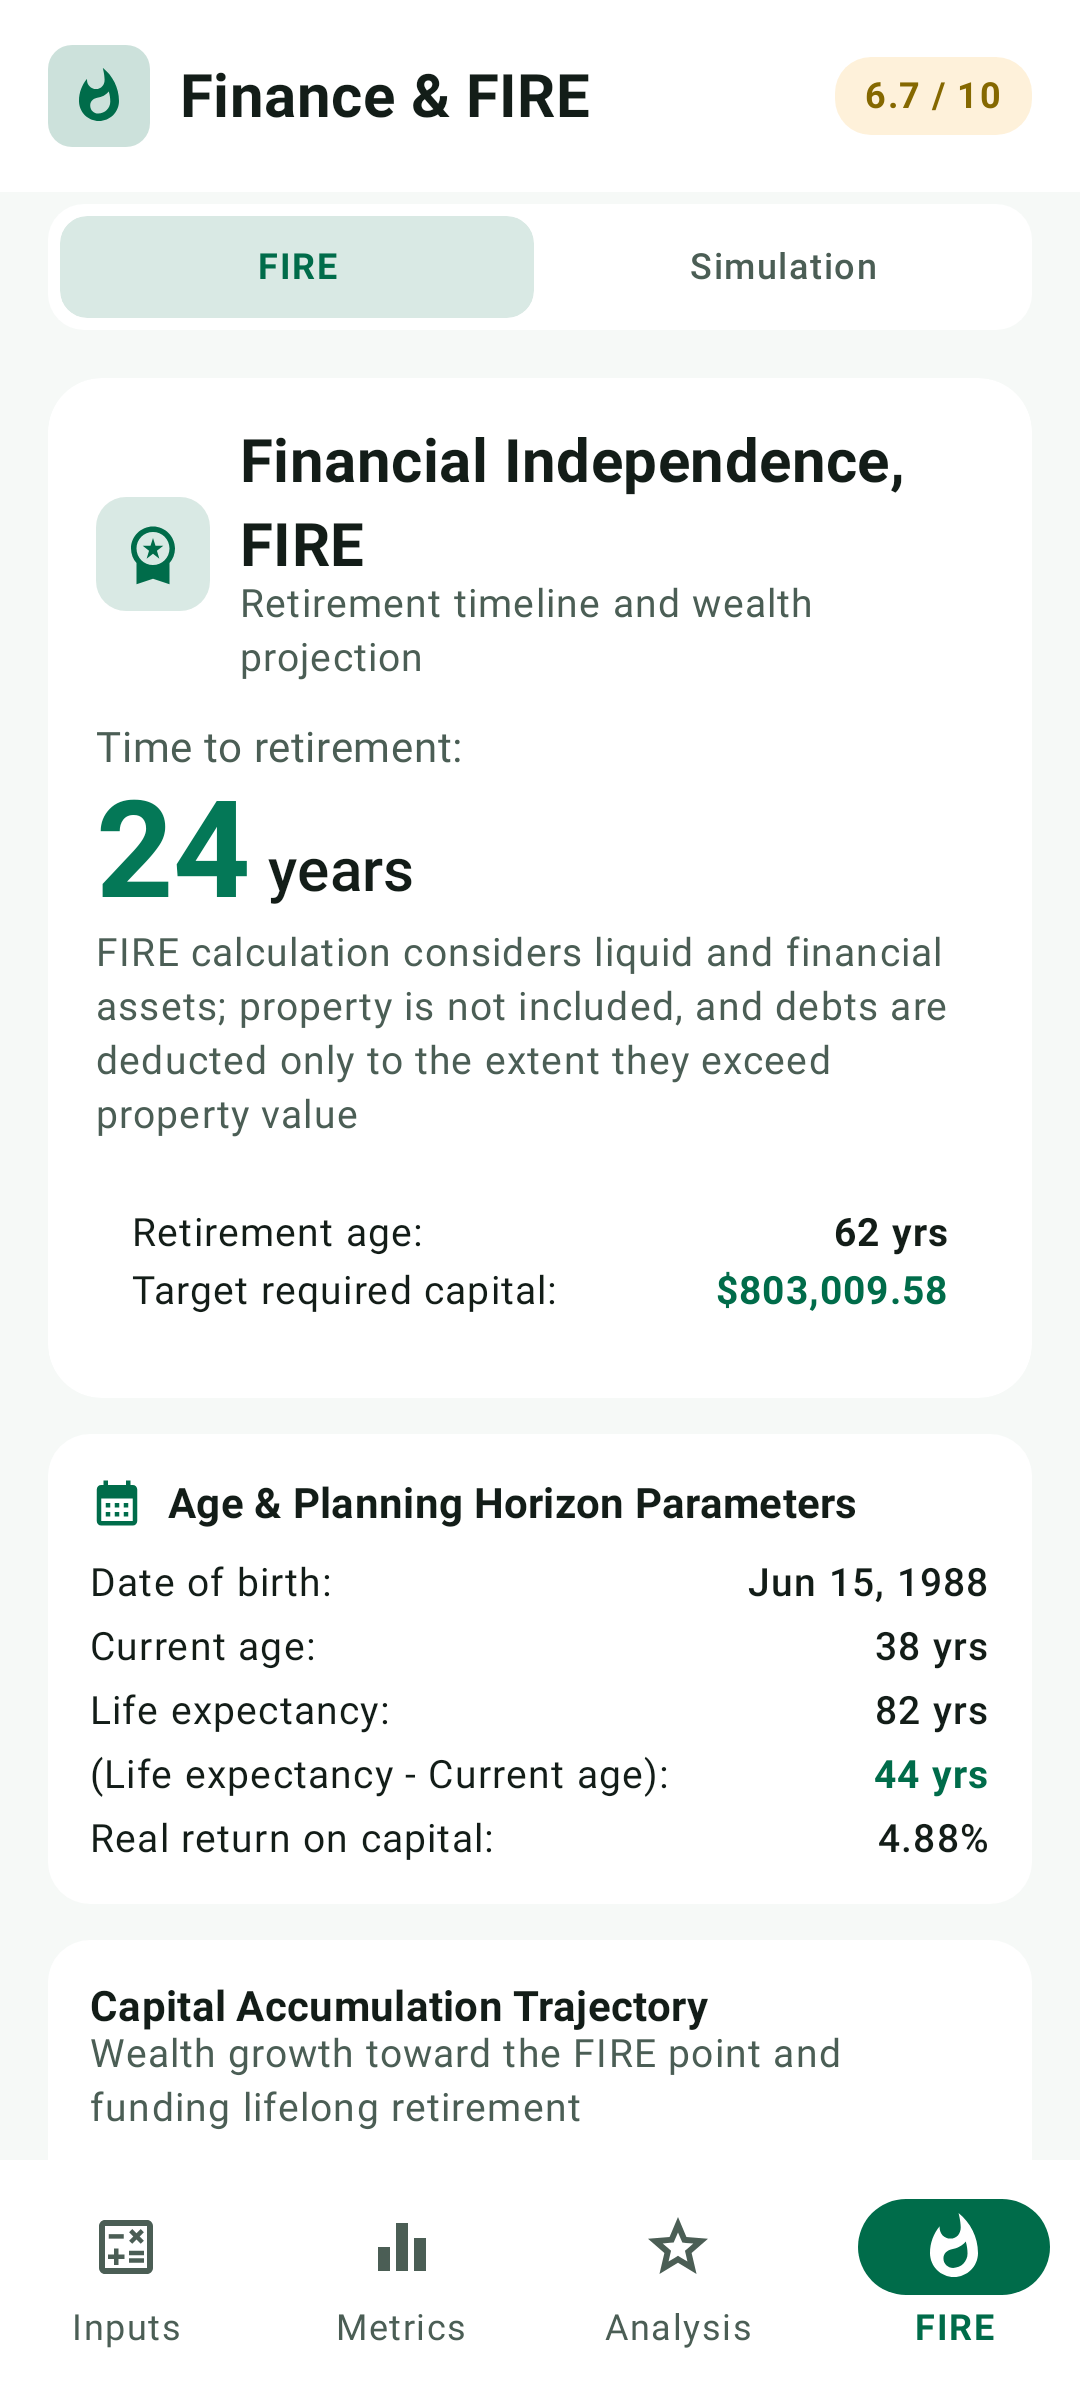 Finance & FIRE
6.7 / 10
FIRE
Simulation
Financial Independence,
FIRE
Retirement timeline and wealth
projection
Time to retirement:
24 years
FIRE calculation considers liquid and financial
assets; property is not included, and debts are
deducted only to the extent they exceed
property value
Retirement age: 62 yrs
Target required capital: $803,009.58
Age & Planning Horizon Parameters
Date of birth: Jun 15, 1988
Current age: 38 yrs
Life expectancy: 82 yrs
(Life expectancy - Current age): 44 yrs
Real return on capital: 4.88%
Capital Accumulation Trajectory
Wealth growth toward the FIRE point and
funding lifelong retirement
Inputs
Metrics
Analysis
FIRE